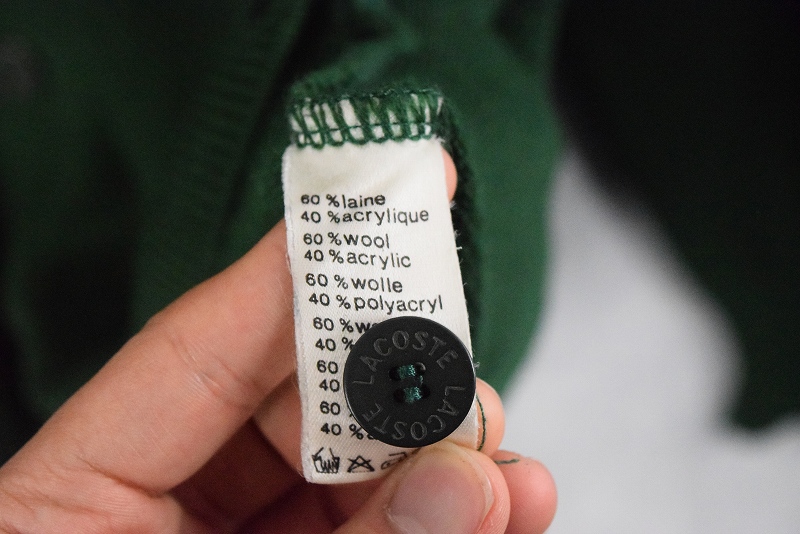 60 % laine
40 % acrylique
60 % wool
40 % acrylic
60 % wolle
40 % polyacryl
60 %
40 %
60
40
60
40 %
LACOSTE LACOSTE